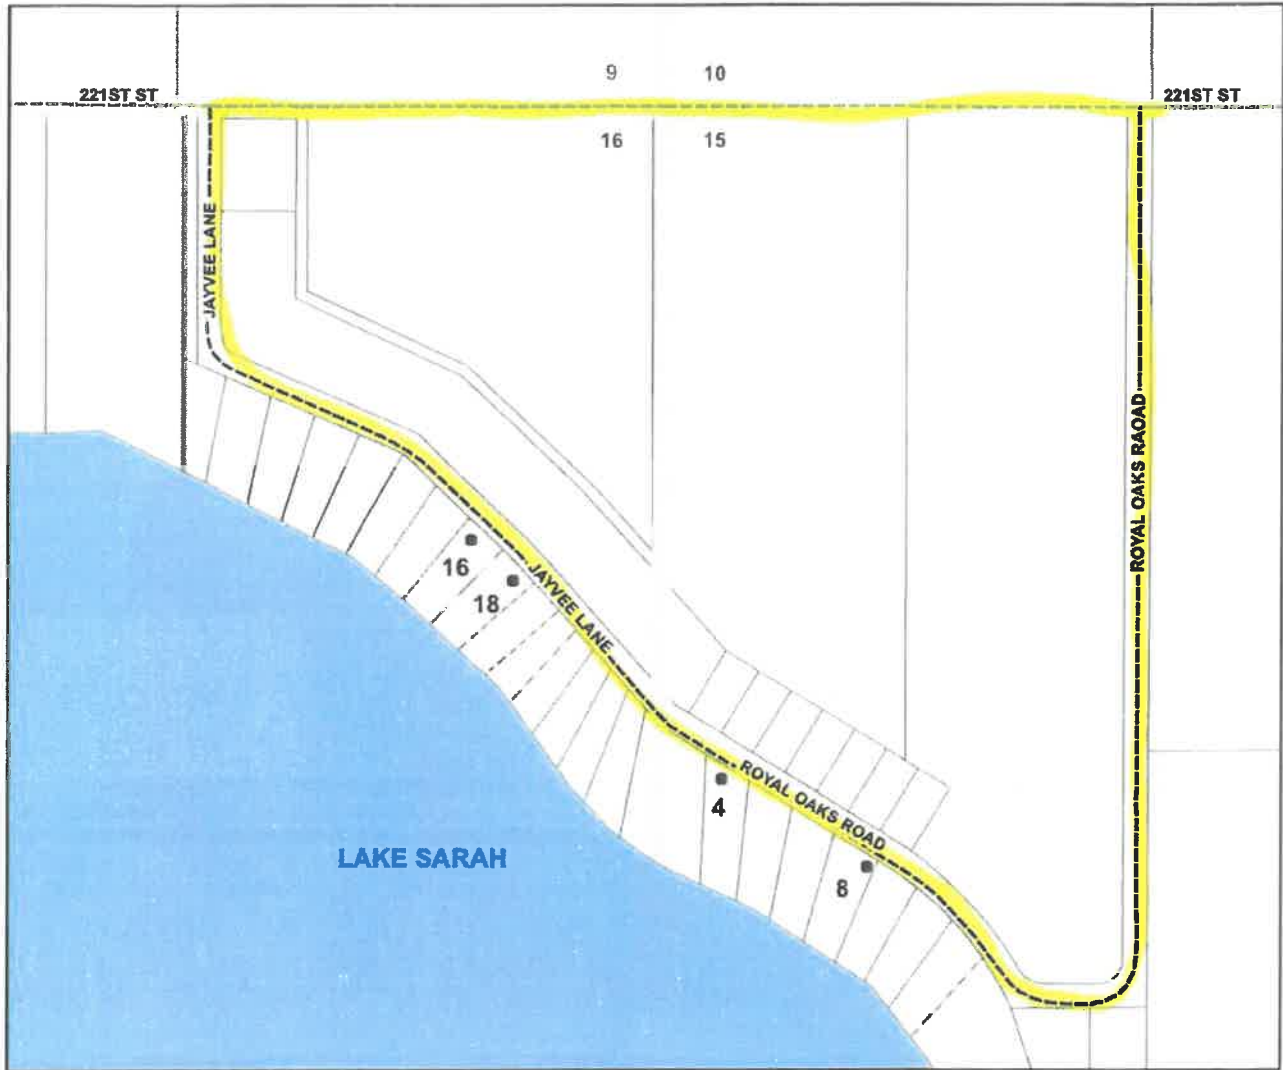 9 10
221ST ST 221ST ST
16 15
JAYVEE LANE
ROYAL OAKS RAOAD
16
18
JAYVEE LANE
ROYAL OAKS ROAD
4
8
LAKE SARAH